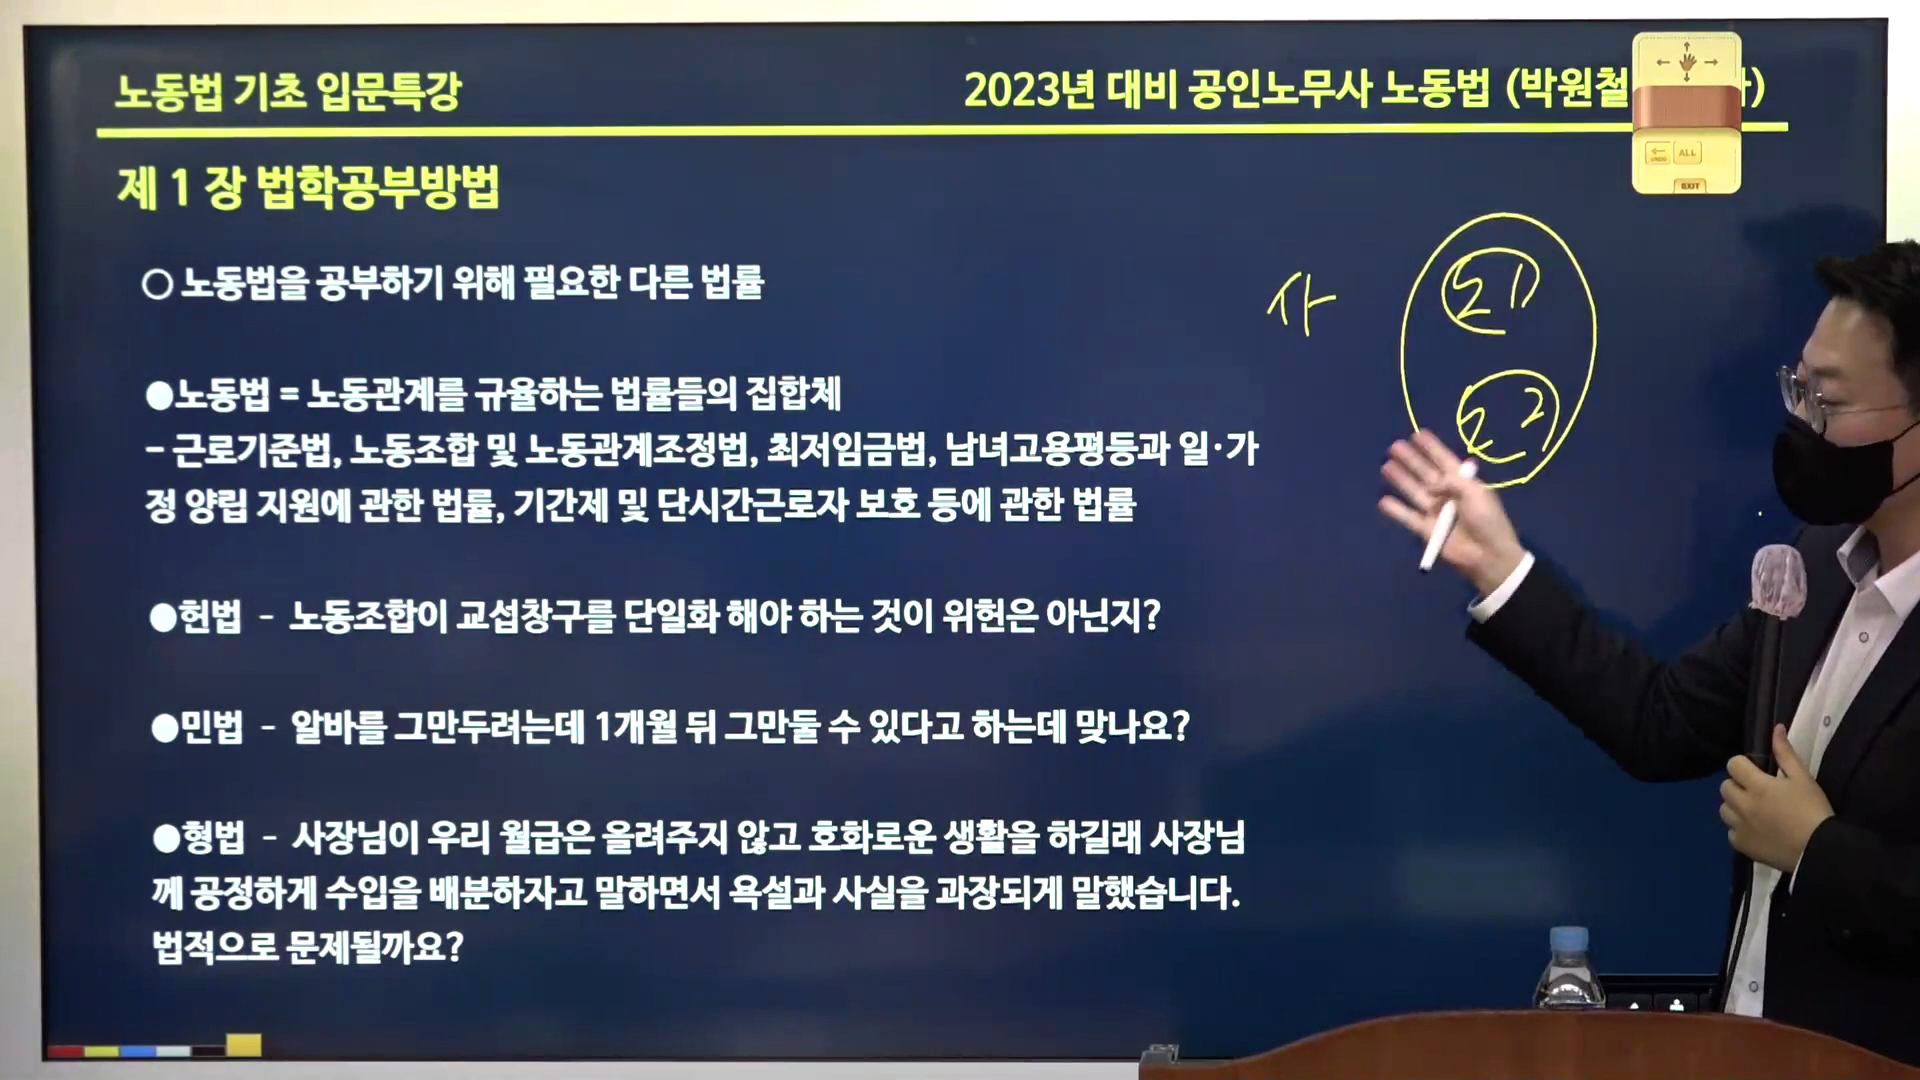 노동법 기초 입문특강
2023년 대비 공인노무사 노동법 (박원철
제 1 장 법학공부방법
○ 노동법을 공부하기 위해 필요한 다른 법률
●노동법 = 노동관계를 규율하는 법률들의 집합체
- 근로기준법, 노동조합 및 노동관계조정법, 최저임금법, 남녀고용평등과 일·가
정 양립 지원에 관한 법률, 기간제 및 단시간근로자 보호 등에 관한 법률
●헌법 - 노동조합이 교섭창구를 단일화 해야 하는 것이 위헌은 아닌지?
●민법 - 알바를 그만두려는데 1개월 뒤 그만둘 수 있다고 하는데 맞나요?
●형법 - 사장님이 우리 월급은 올려주지 않고 호화로운 생활을 하길래 사장님
께 공정하게 수입을 배분하자고 말하면서 욕설과 사실을 과장되게 말했습니다.
법적으로 문제될까요?
UNDO ALL
EXIT
사
1
2